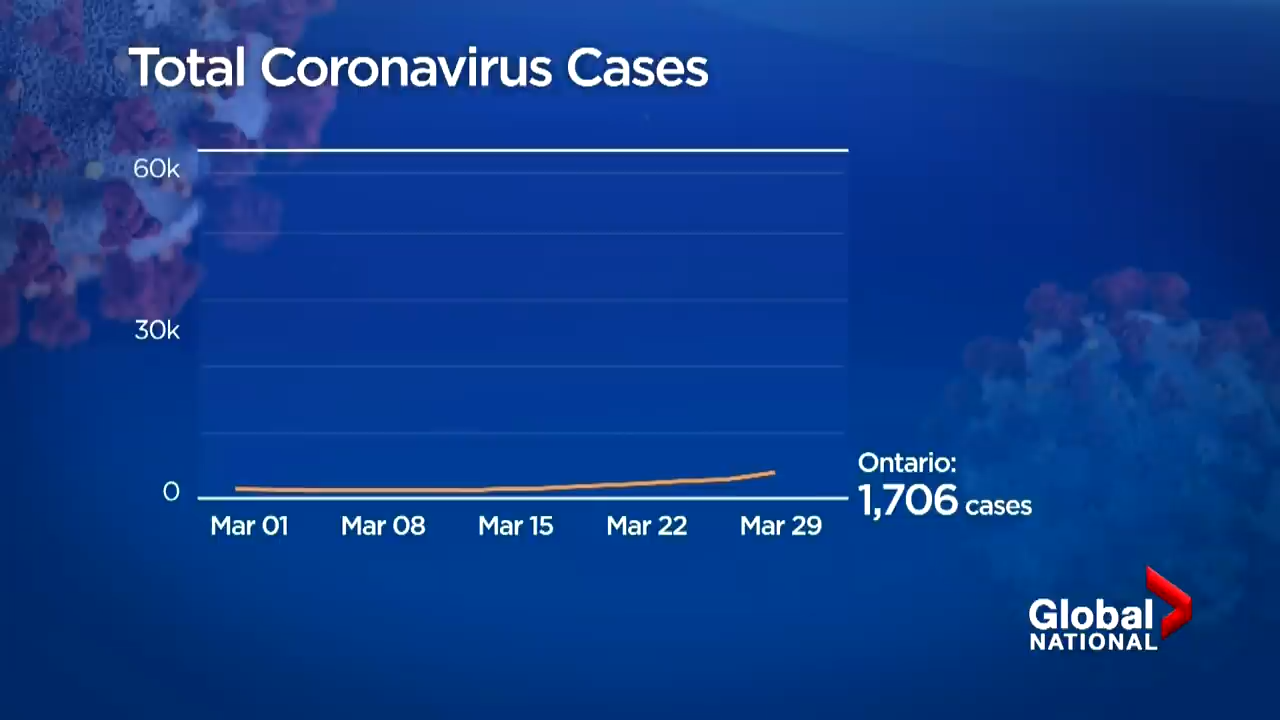 Total Coronavirus Cases
60k
30k
0
Mar 01 Mar 08 Mar 15 Mar 22 Mar 29
Ontario:
1,706 cases
Global
NATIONAL